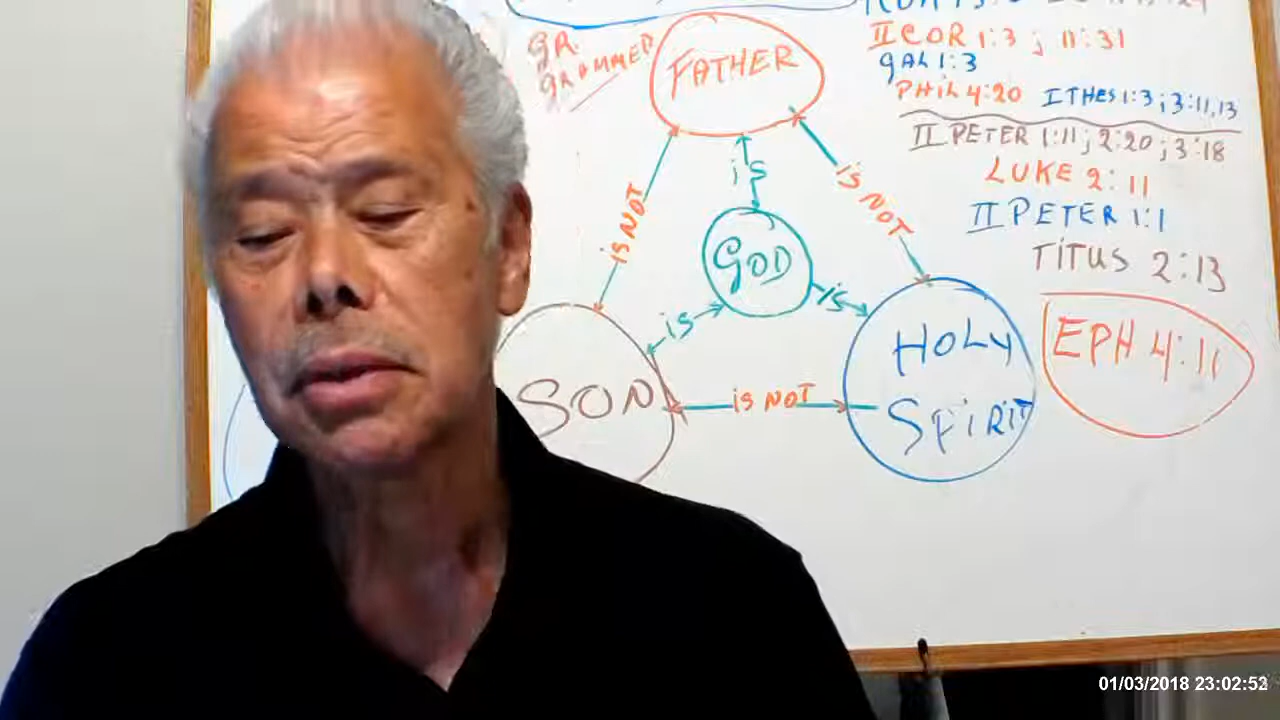 II COR 1:3 ; 11:31
GR.
GRAMMER
FATHER
GAL 1:3
PHIL 4:20 I THES 1:3 ; 3:11,13
II PETER 1:11 ; 2:20 ; 3:18
is
is NOT
is NOT
LUKE 2:11
II PETER 1:1
GOD
TITUS 2:13
is
is
HOLY
SPIRIT
EPH 4:11
SON
is NOT
01/03/2018 23:02:52